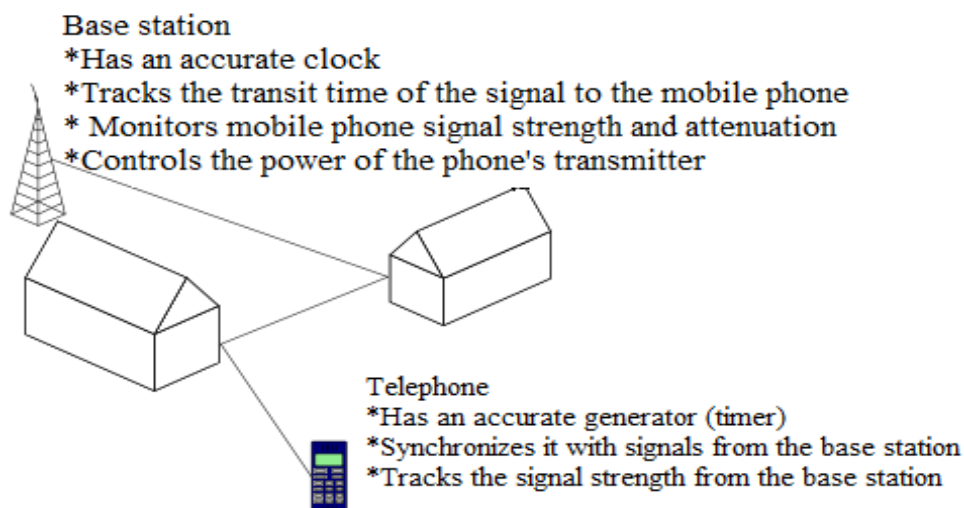 Base station
*Has an accurate clock
*Tracks the transit time of the signal to the mobile phone
* Monitors mobile phone signal strength and attenuation
*Controls the power of the phone's transmitter
Telephone
*Has an accurate generator (timer)
*Synchronizes it with signals from the base station
*Tracks the signal strength from the base station